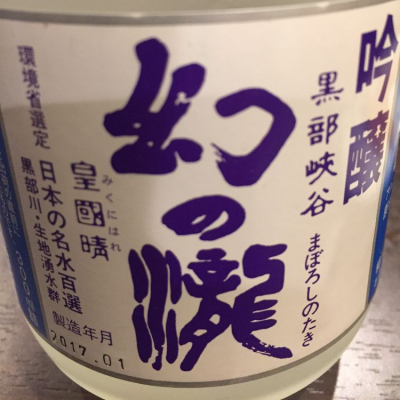 吟醸
黒部峡谷
まぼろしのたき
幻の瀧
みくにはれ
皇國晴
環境省選定
日本の名水百選
黒部川・生地湧水群
製造年月
2017.01